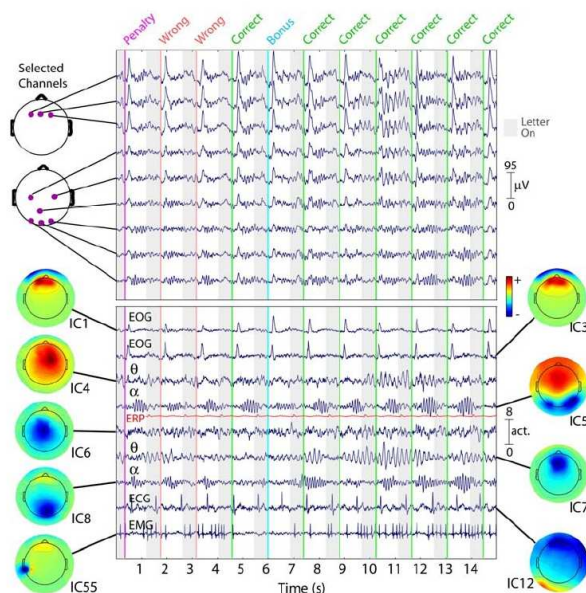 Penalty
Wrong
Wrong
Correct
Bonus
Correct
Correct
Correct
Correct
Correct
Correct
Selected
Channels
Letter
On
95
μV
0
+
-
EOG
IC1
IC3
EOG
θ
IC4
α
IC5
ERP
8
act.
0
IC6
θ
IC7
α
IC8
ECG
EMG
IC55
IC12
1 2 3 4 5 6 7 8 9 10 11 12 13 14
Time (s)